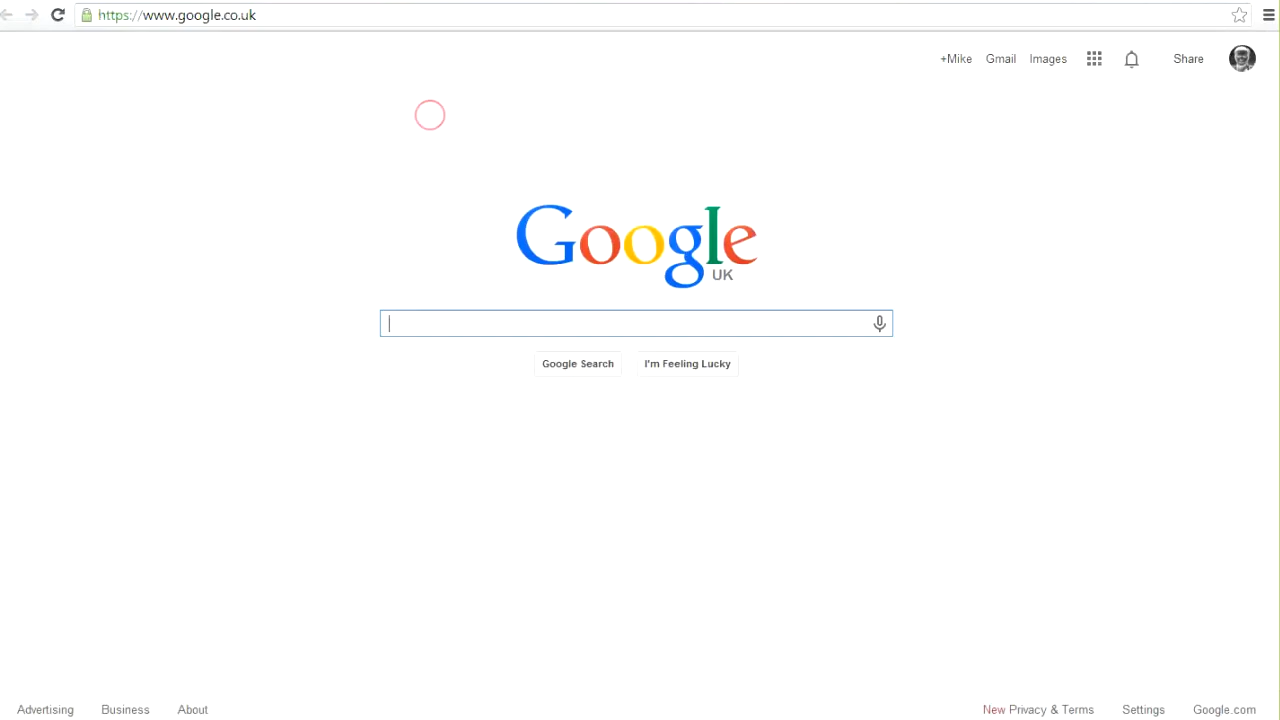 https://www.google.co.uk
+Mike Gmail Images Share
Google
UK
Google Search I'm Feeling Lucky
Advertising Business About New Privacy & Terms Settings Google.com